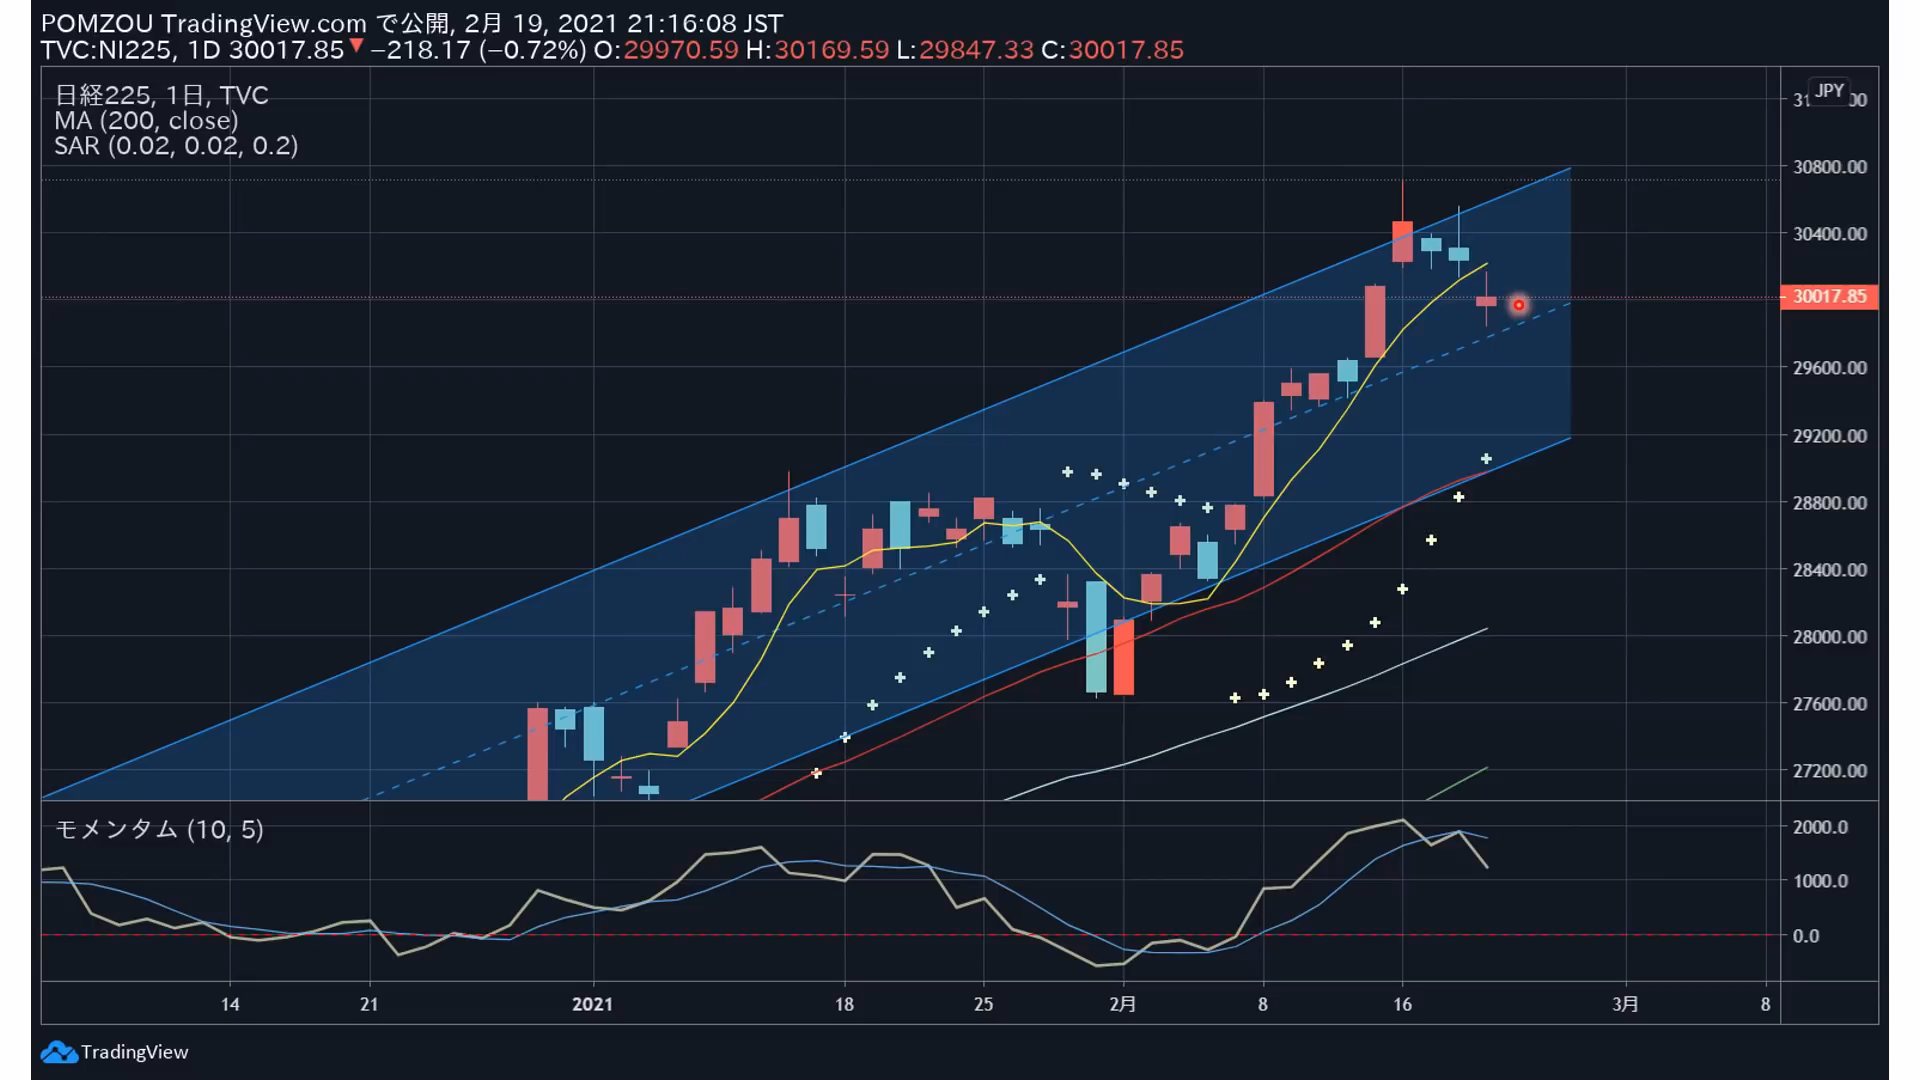 POMZOU TradingView.com で公開, 2月 19, 2021 21:16:08 JST
TVC:NI225, 1D 30017.85▼ −218.17 (−0.72%) O:29970.59 H:30169.59 L:29847.33 C:30017.85
日経225, 1日, TVC
MA (200, close)
SAR (0.02, 0.02, 0.2)
JPY
30800.00
30400.00
30017.85
29600.00
29200.00
28800.00
28400.00
28000.00
27600.00
27200.00
モメンタム (10, 5)
2000.0
1000.0
0.0
14 21 2021 18 25 2月 8 16 3月 8
TradingView